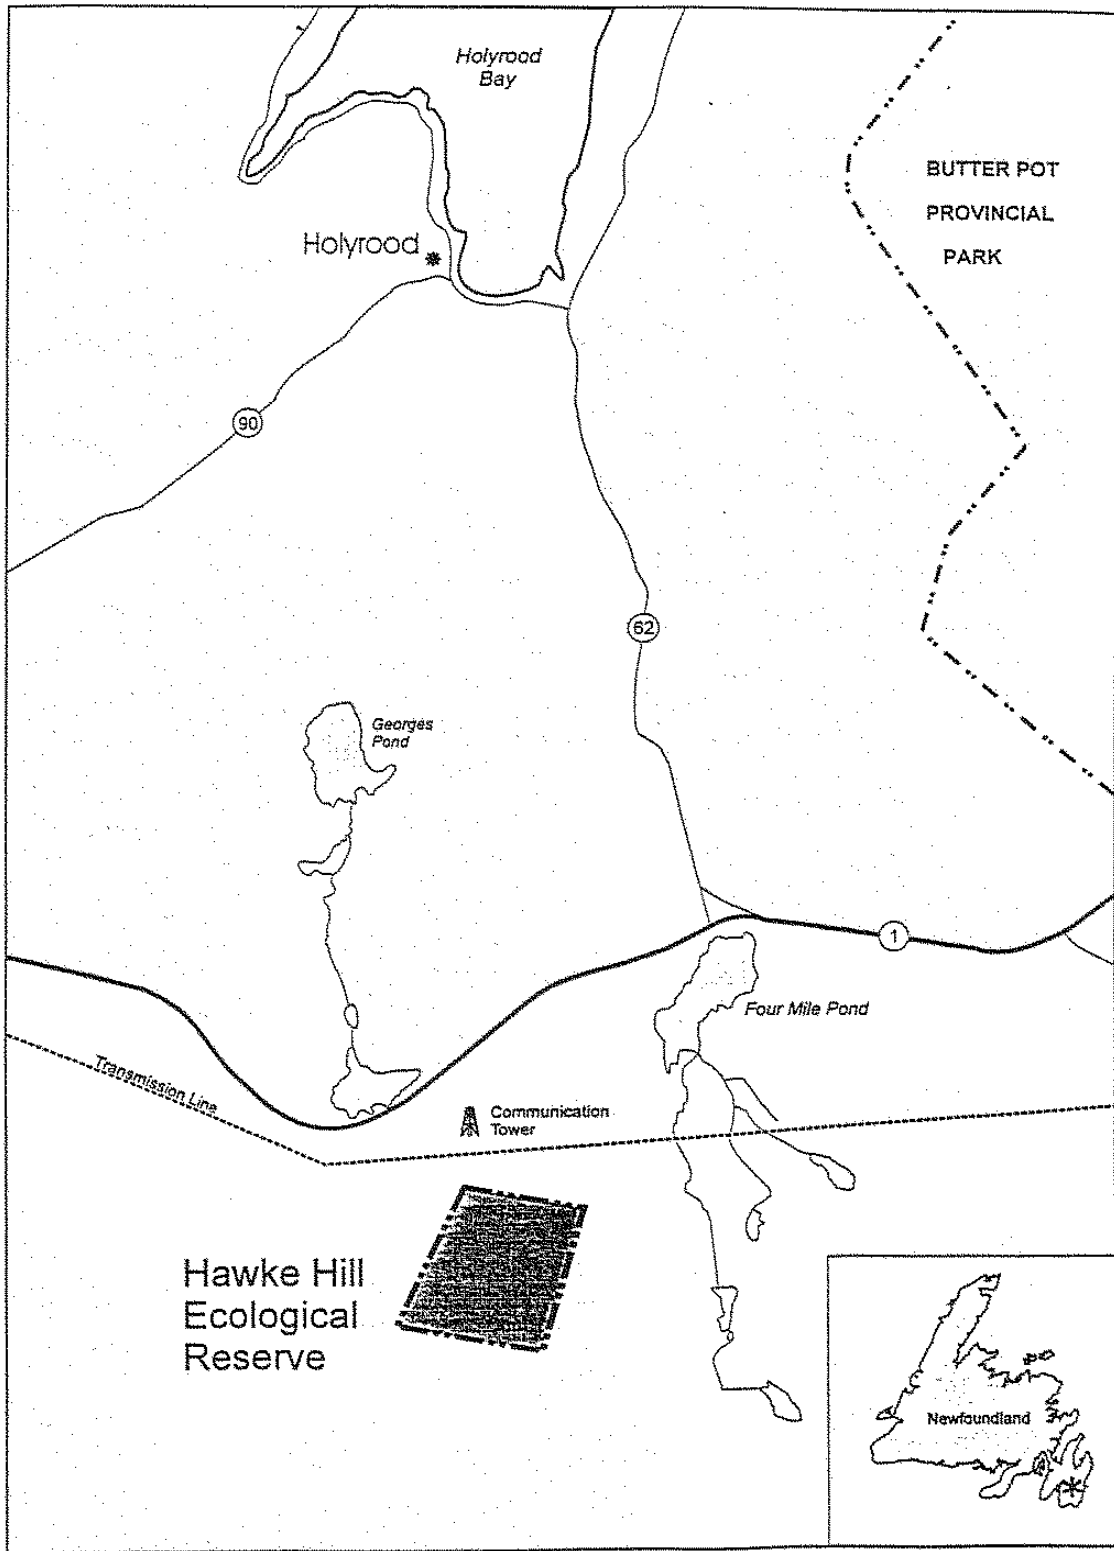 Holyrood
Bay
BUTTER POT
PROVINCIAL
PARK
Holyrood
90
62
Georges
Pond
1
Four Mile Pond
Transmission Line
Communication
Tower
Hawke Hill
Ecological
Reserve
Newfoundland